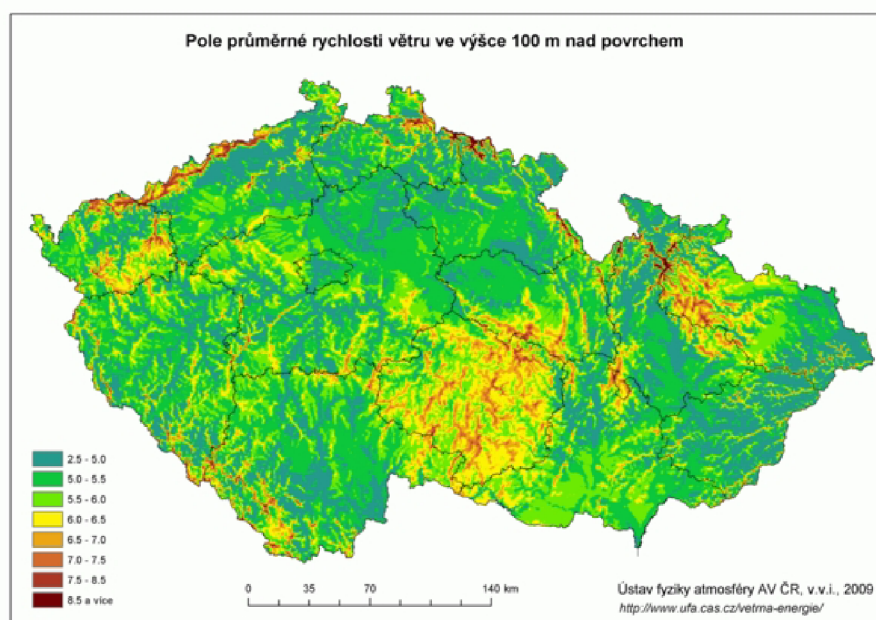 Pole průměrné rychlosti větru ve výšce 100 m nad povrchem
2.5 - 5.0
5.0 - 5.5
5.5 - 6.0
6.0 - 6.5
6.5 - 7.0
7.0 - 7.5
7.5 - 8.5
8.5 a více
0 35 70 140 km
Ústav fyziky atmosféry AV ČR, v.v.i., 2009
http://www.ufa.cas.cz/vetrna-energie/